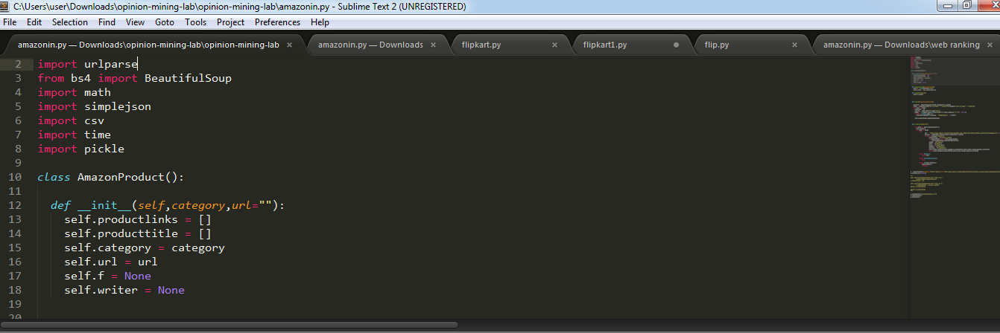 C:\Users\user\Downloads\opinion-mining-lab\opinion-mining-lab\amazonin.py - Sublime Text 2 (UNREGISTERED)
File Edit Selection Find View Goto Tools Project Preferences Help
amazonin.py — Downloads\opinion-mining-lab\opinion-mining-lab × amazonin.py — Downloads × flipkart.py × flipkart1.py flip.py × amazonin.py — Downloads\web ranking ×
2 import urlparse
3 from bs4 import BeautifulSoup
4 import math
5 import simplejson
6 import csv
7 import time
8 import pickle
9
10 class AmazonProduct():
11
12 def __init__(self,category,url=""):
13 self.productlinks = []
14 self.producttitle = []
15 self.category = category
16 self.url = url
17 self.f = None
18 self.writer = None
19
20